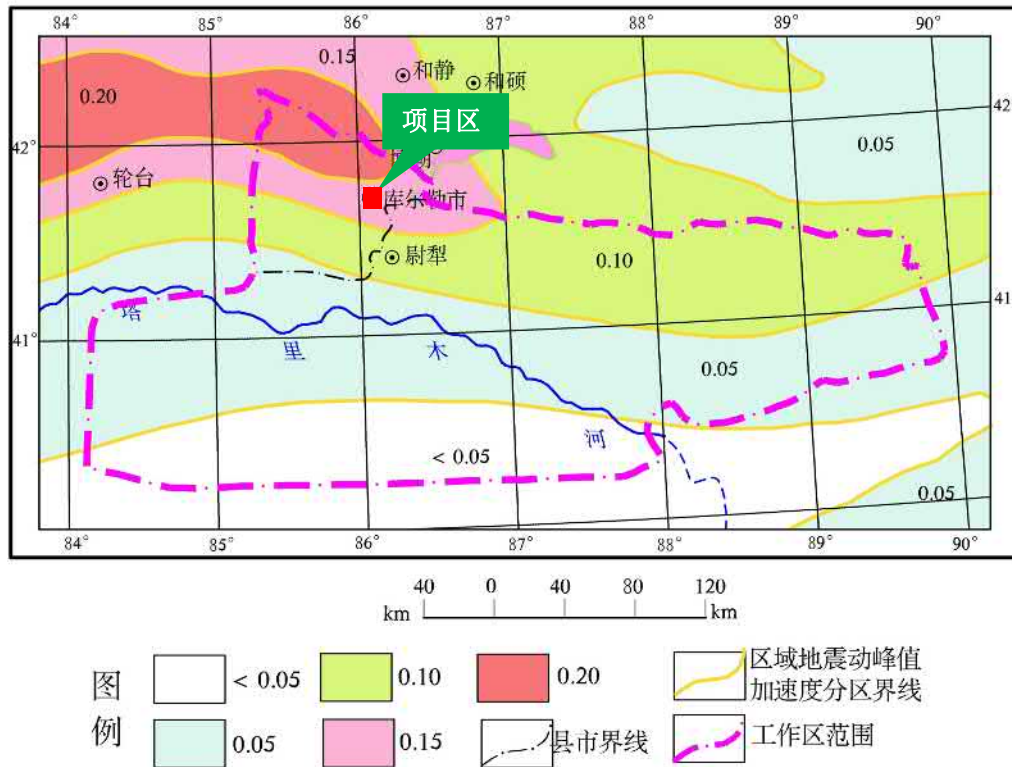 84°
85°
86°
87°
88°
89°
90°
0.15
和静
和硕
0.20
42
项目区
42°
0.05
轮台
库尔勒市
尉犁
0.10
41
塔
41°
里
木
0.05
河
< 0.05
0.05
84°
85°
86°
87°
88°
89°
90°
40
0
40
80
120
km
km
图例
< 0.05
0.10
0.20
区域地震动峰值
加速度分区界线
0.05
0.15
县市界线
工作区范围